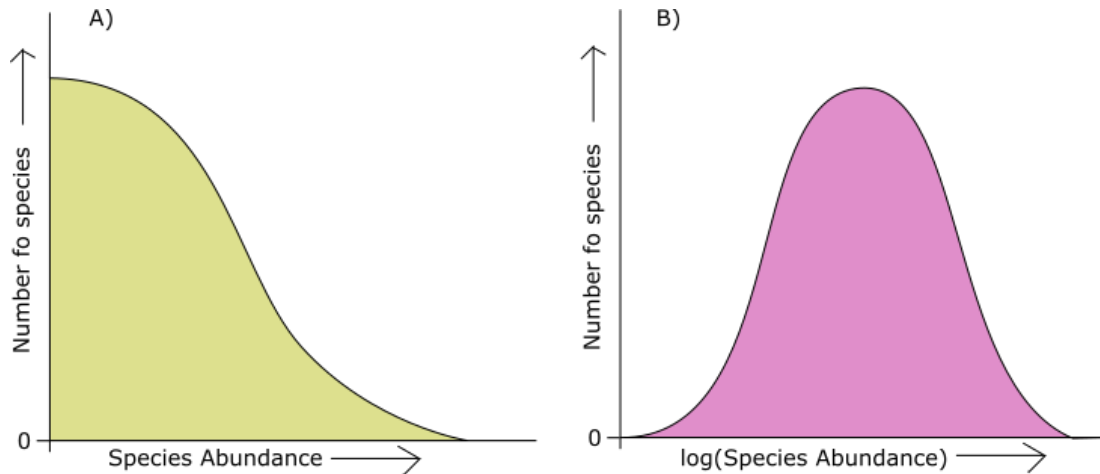 A)
Number fo species
0
Species Abundance
B)
Number fo species
0
log(Species Abundance)